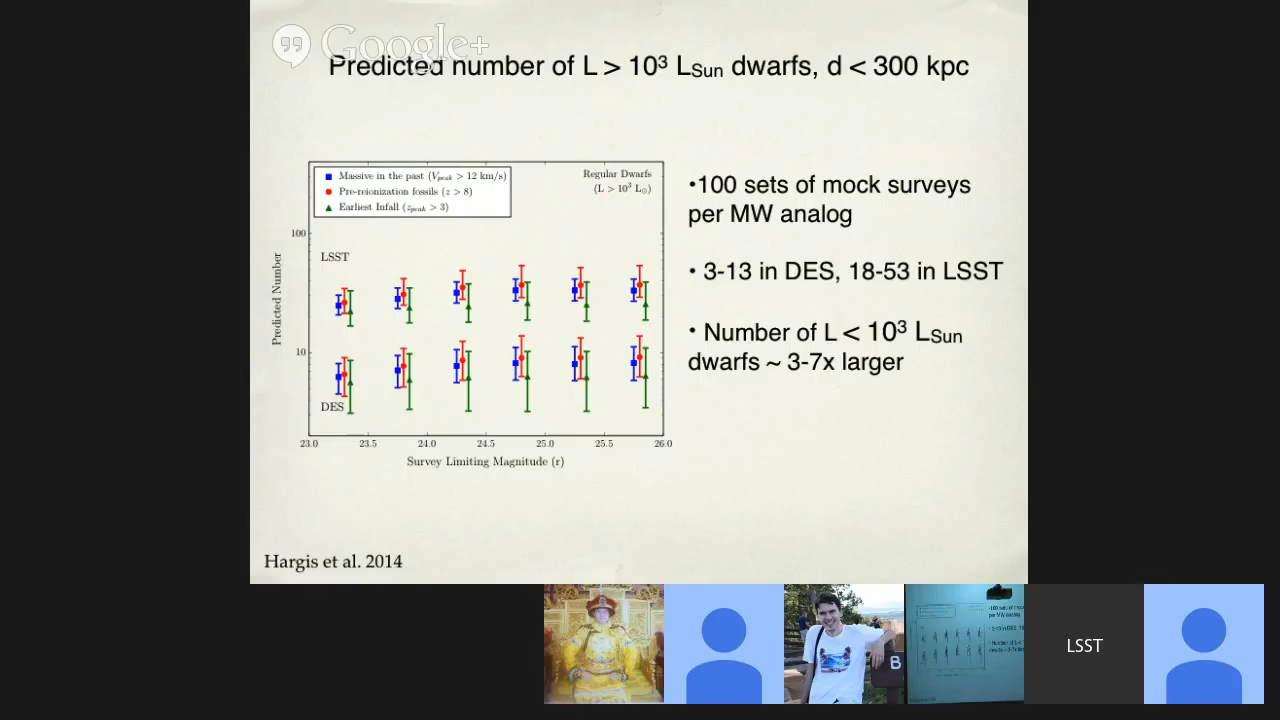 Google+
Predicted number of L > 10³ L_Sun dwarfs, d < 300 kpc
Massive in the past (V_peak > 12 km/s)
Pre-reionization fossils (z > 8)
Earliest Infall (z_peak > 3)
Regular Dwarfs
(L > 10³ L_⊙)
LSST
DES
100
10
Predicted Number
23.0 23.5 24.0 24.5 25.0 25.5 26.0
Survey Limiting Magnitude (r)
•100 sets of mock surveys
per MW analog
• 3-13 in DES, 18-53 in LSST
• Number of L < 10³ L_Sun
dwarfs ~ 3-7x larger
Hargis et al. 2014
B
LSST